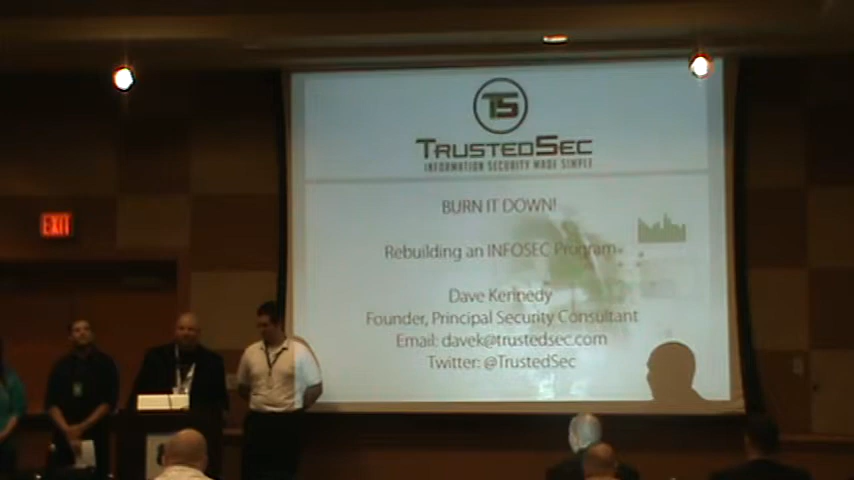 EXIT
TS
TRUSTEDSEC
INFORMATION SECURITY MADE SIMPLE
BURN IT DOWN!
Rebuilding an INFOSEC Program
Dave Kennedy
Founder, Principal Security Consultant
Email: davek@trustedsec.com
Twitter: @TrustedSec